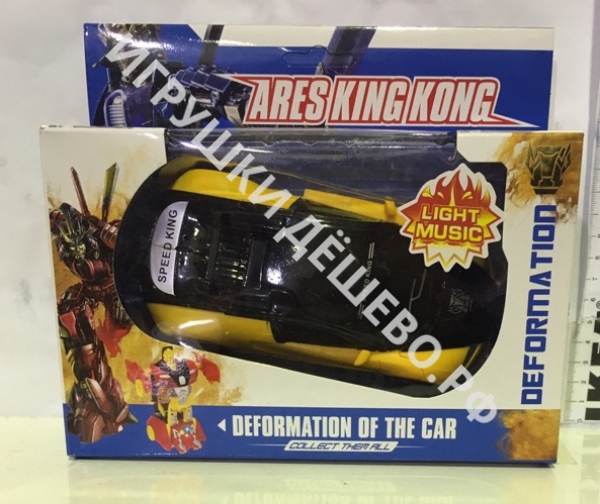 ARES KING KONG
ИГРУШКИ ДЁШЕВО.РФ
LIGHT
MUSIC
SPEED KING
DEFORMATION
DEFORMATION OF THE CAR
COLLECT THEM ALL